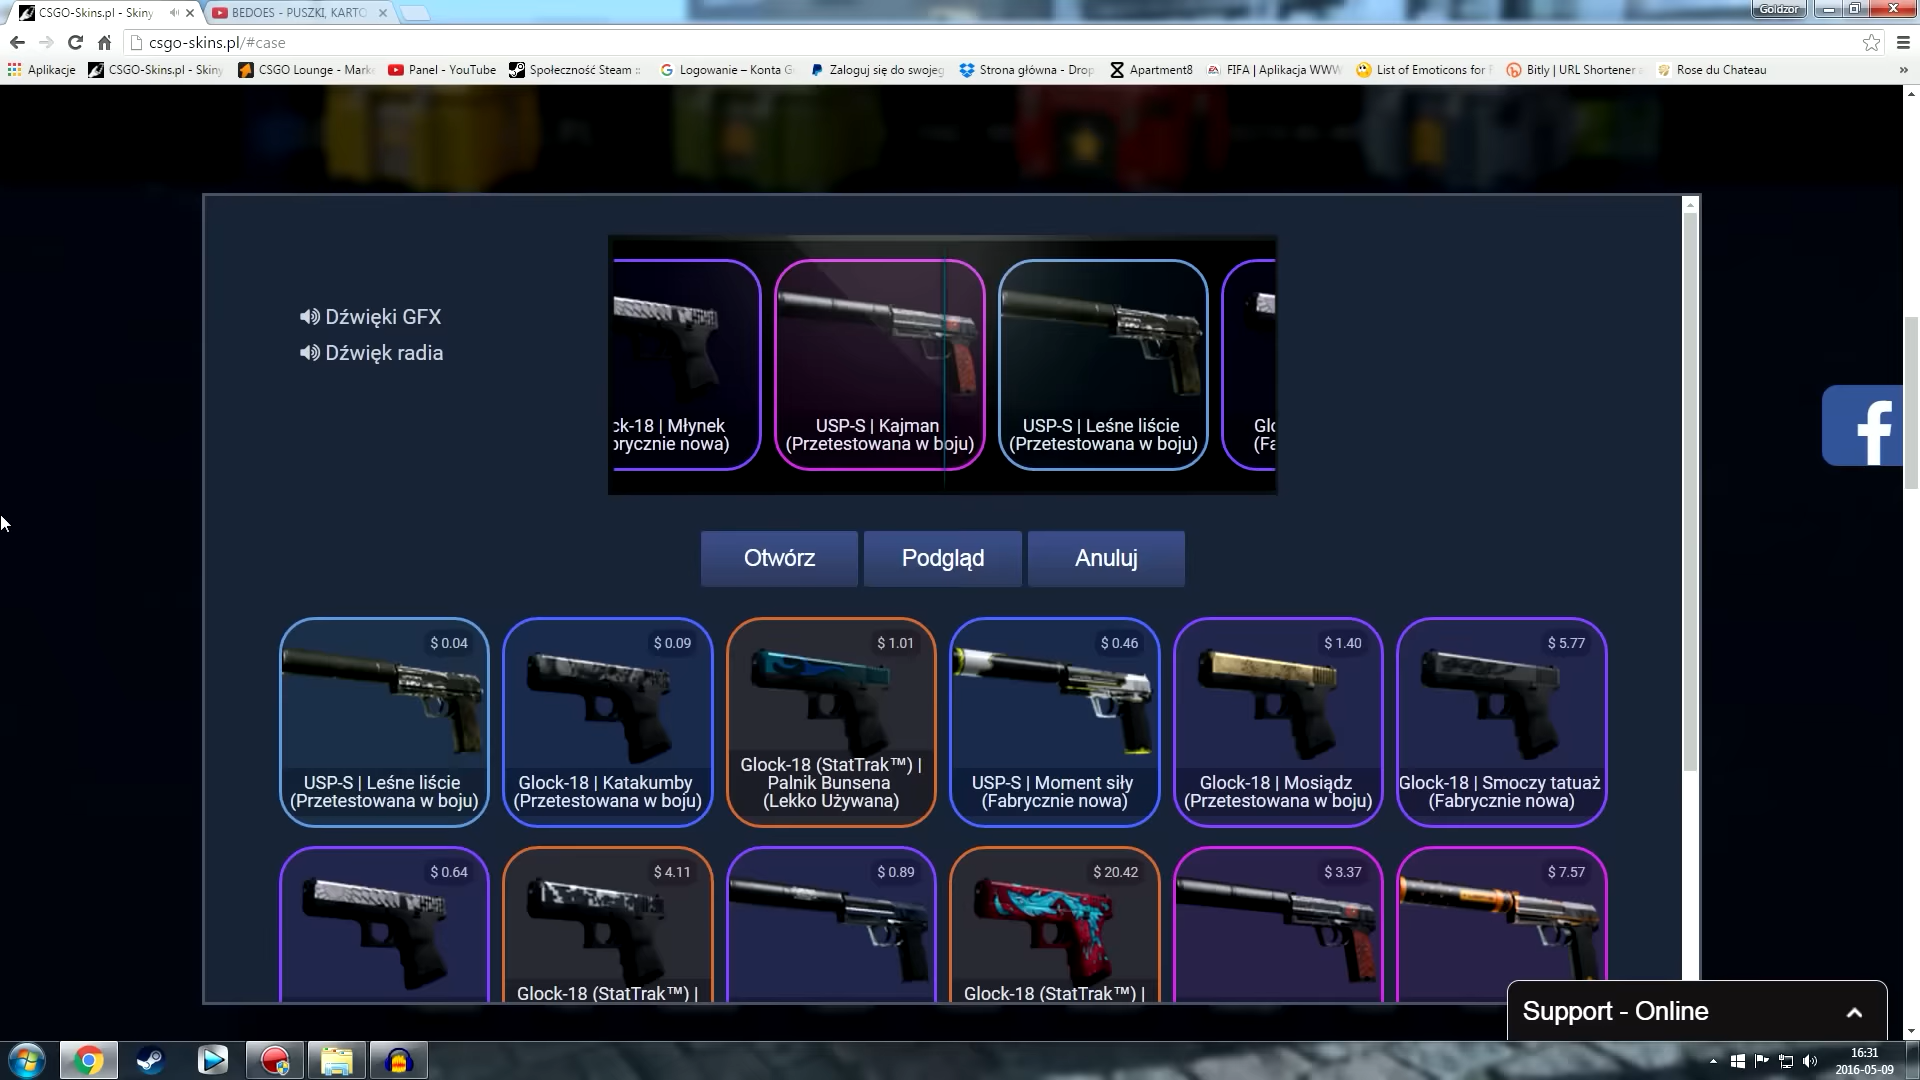 CSGO-Skins.pl - Skiny
BEDOES - PUSZKI, KARTO
Goldzor
csgo-skins.pl/#case
Aplikacje
CSGO-Skins.pl - Skiny
CSGO Lounge - Mark
Panel - YouTube
Społeczność Steam ::
Logowanie – Konta G
Zaloguj się do swojeg
Strona główna - Drop
Apartment8
FIFA | Aplikacja WWW
List of Emoticons for F
Bitly | URL Shortener a
Rose du Chateau
Dźwięki GFX
Dźwięk radia
ck-18 | Młynek
brycznie nowa)
USP-S | Kajman
(Przetestowana w boju)
USP-S | Leśne liście
(Przetestowana w boju)
Glo
(Fa
Otwórz
Podgląd
Anuluj
$ 0.04
USP-S | Leśne liście
(Przetestowana w boju)
$ 0.09
Glock-18 | Katakumby
(Przetestowana w boju)
$ 1.01
Glock-18 (StatTrak™) |
Palnik Bunsena
(Lekko Używana)
$ 0.46
USP-S | Moment siły
(Fabrycznie nowa)
$ 1.40
Glock-18 | Mosiądz
(Przetestowana w boju)
$ 5.77
Glock-18 | Smoczy tatuaż
(Fabrycznie nowa)
$ 0.64
$ 4.11
Glock-18 (StatTrak™) |
$ 0.89
$ 20.42
Glock-18 (StatTrak™) |
$ 3.37
$ 7.57
Support - Online
16:31
2016-05-09